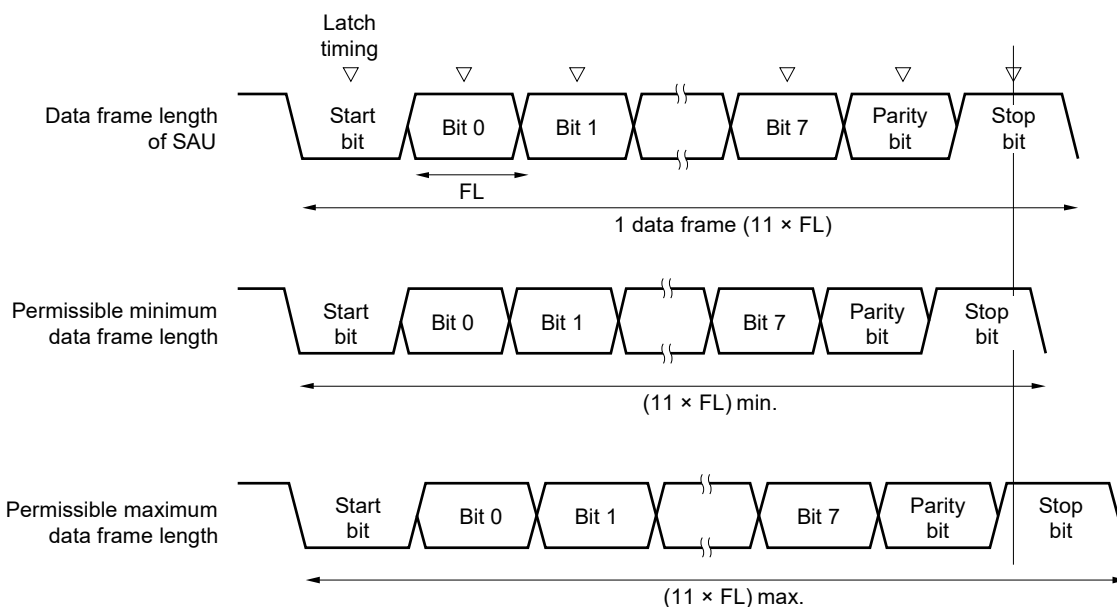 Latch
timing
Data frame length
of SAU
Start
bit
Bit 0
Bit 1
Bit 7
Parity
bit
Stop
bit
FL
1 data frame (11 × FL)
Permissible minimum
data frame length
Start
bit
Bit 0
Bit 1
Bit 7
Parity
bit
Stop
bit
(11 × FL) min.
Permissible maximum
data frame length
Start
bit
Bit 0
Bit 1
Bit 7
Parity
bit
Stop
bit
(11 × FL) max.